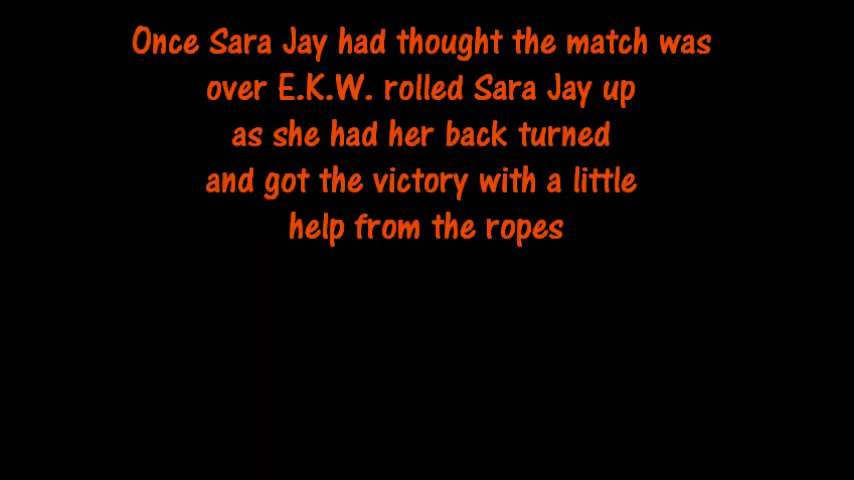 Once Sara Jay had thought the match was
over E.K.W. rolled Sara Jay up
as she had her back turned
and got the victory with a little
help from the ropes